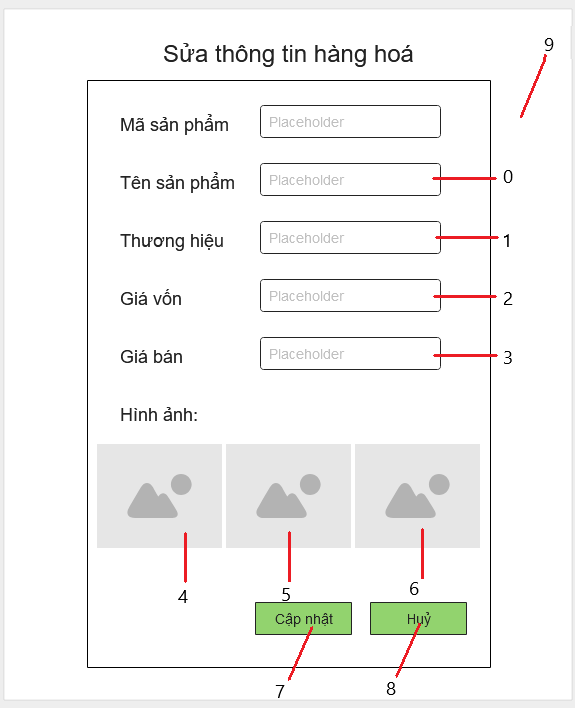 Sửa thông tin hàng hoá
9
Mã sản phẩm Placeholder
Tên sản phẩm Placeholder 0
Thương hiệu Placeholder 1
Giá vốn Placeholder 2
Giá bán Placeholder 3
Hình ảnh:
4 5 6
Cập nhật Huỷ
7 8